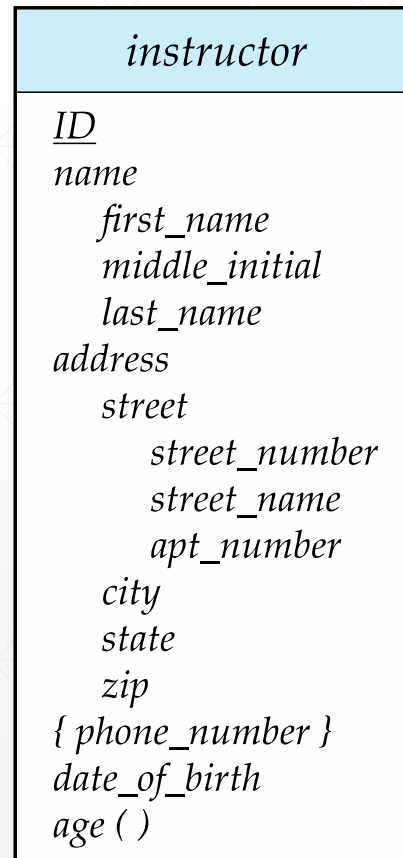 instructor
ID
name
first_name
middle_initial
last_name
address
street
street_number
street_name
apt_number
city
state
zip
{ phone_number }
date_of_birth
age ( )